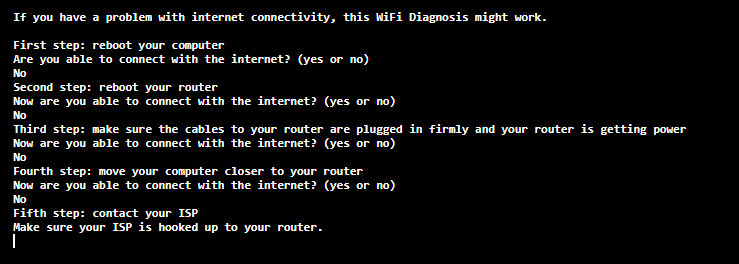 If you have a problem with internet connectivity, this WiFi Diagnosis might work.
First step: reboot your computer
Are you able to connect with the internet? (yes or no)
No
Second step: reboot your router
Now are you able to connect with the internet? (yes or no)
No
Third step: make sure the cables to your router are plugged in firmly and your router is getting power
Now are you able to connect with the internet? (yes or no)
No
Fourth step: move your computer closer to your router
Now are you able to connect with the internet? (yes or no)
No
Fifth step: contact your ISP
Make sure your ISP is hooked up to your router.